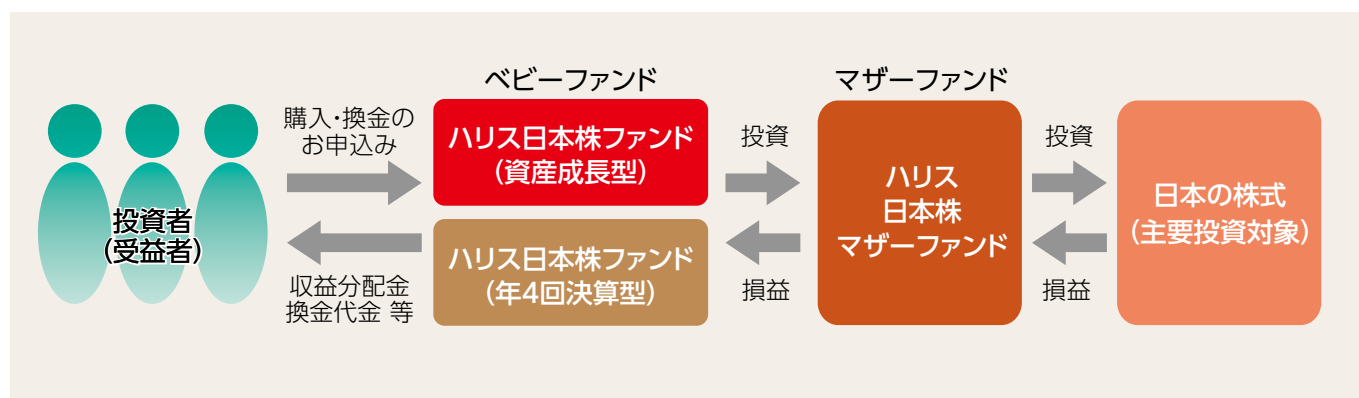 ベビーファンド
マザーファンド
購入・換金の
お申込み
ハリス日本株ファンド
(資産成長型)
投資
ハリス
日本株
マザーファンド
投資
日本の株式
(主要投資対象)
投資者
(受益者)
ハリス日本株ファンド
(年4回決算型)
収益分配金
換金代金 等
損益
損益